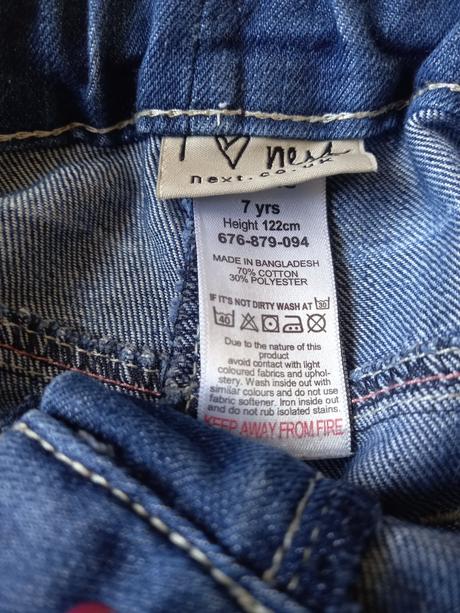 I ♡ next
next.co.uk
7 yrs
Height 122cm
676-879-094
MADE IN BANGLADESH
70% COTTON
30% POLYESTER
IF IT'S NOT DIRTY WASH AT 30
40
Due to the nature of this
product
avoid contact with light
coloured fabrics and uphol-
stery. Wash inside out with
similar colours and do not use
fabric softener. Iron inside out
and do not rub isolated stains.
KEEP AWAY FROM FIRE